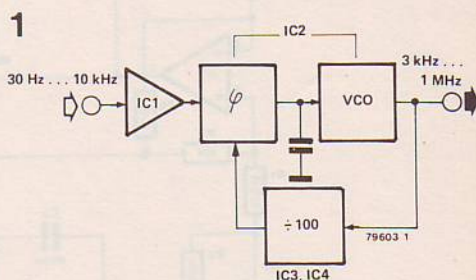 1
IC2
30 Hz ... 10 kHz
IC1
φ
VCO
3 kHz ...
1 MHz
÷ 100
79603 1
IC3, IC4